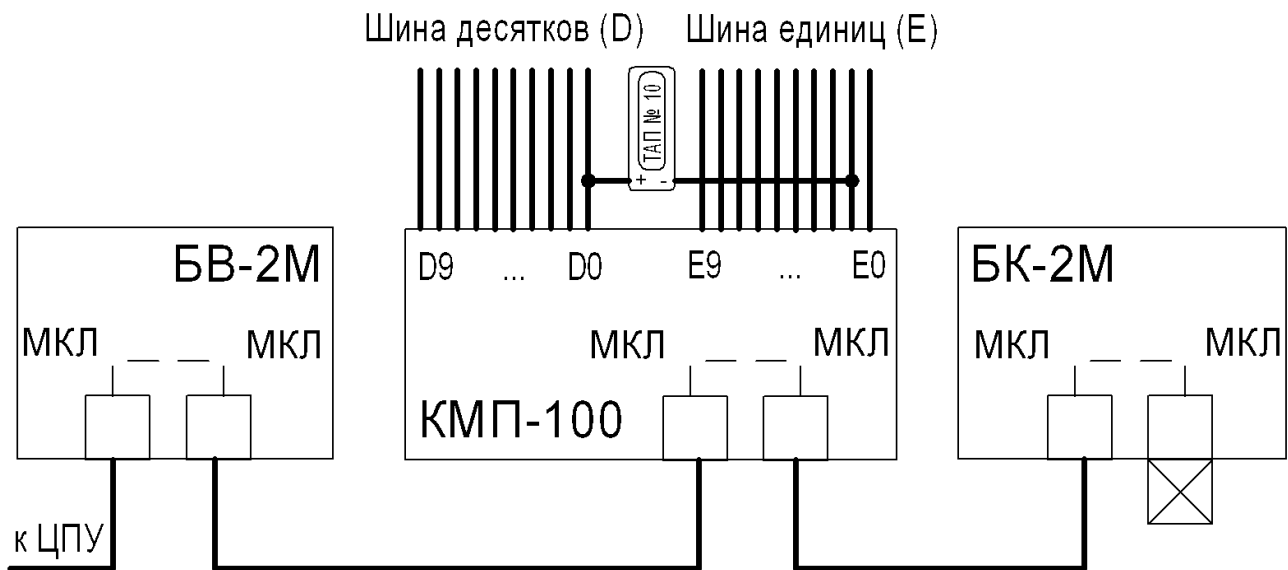 Шина десятков (D) Шина единиц (E)
ТАП № 10
+ -
БВ-2М
D9 ... D0 E9 ... E0
БК-2М
МКЛ МКЛ
МКЛ МКЛ
МКЛ МКЛ
КМП-100
к ЦПУ